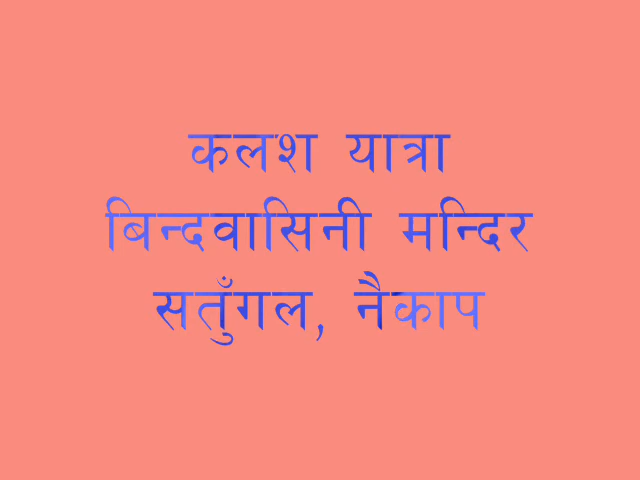 कलश यात्रा
बिन्दवासिनी मन्दिर
सतुँगल, नैकाप